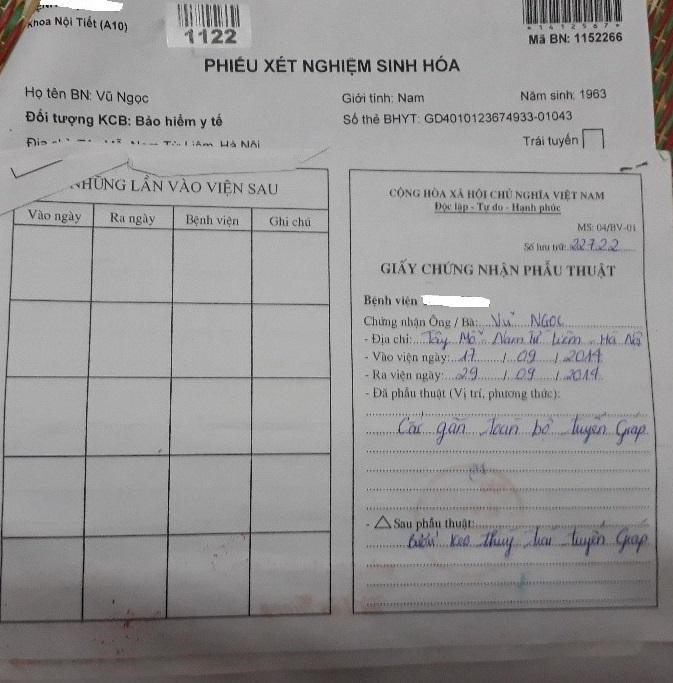 Khoa Nội Tiết (A10)
1122
*1412567*
Mã BN: 1152266
PHIẾU XÉT NGHIỆM SINH HÓA
Họ tên BN: Vũ Ngọc
Giới tính: Nam
Năm sinh: 1963
Đối tượng KCB: Bảo hiểm y tế
Số thẻ BHYT: GD4010123674933-01043
Trái tuyến
NHỮNG LẦN VÀO VIỆN SAU
Vào ngày
Ra ngày
Bệnh viện
Ghi chú
CỘNG HÒA XÃ HỘI CHỦ NGHĨA VIỆT NAM
Độc lập - Tự do - Hạnh phúc
MS: 04/BV-01
Số lưu trữ: 22722
GIẤY CHỨNG NHẬN PHẪU THUẬT
Bệnh viện
Chứng nhận Ông / Bà: Vũ NGỌC
- Địa chỉ: Tây Mỗ - Nam Từ Liêm - Hà Nội
- Vào viện ngày: 17 / 09 / 2014
- Ra viện ngày: 29 / 09 / 2014
- Đã phẫu thuật (Vị trí, phương thức):
Cắt gần toàn bộ tuyến Giáp
- △ Sau phẫu thuật:
Bướu keo thùy hai tuyến Giáp